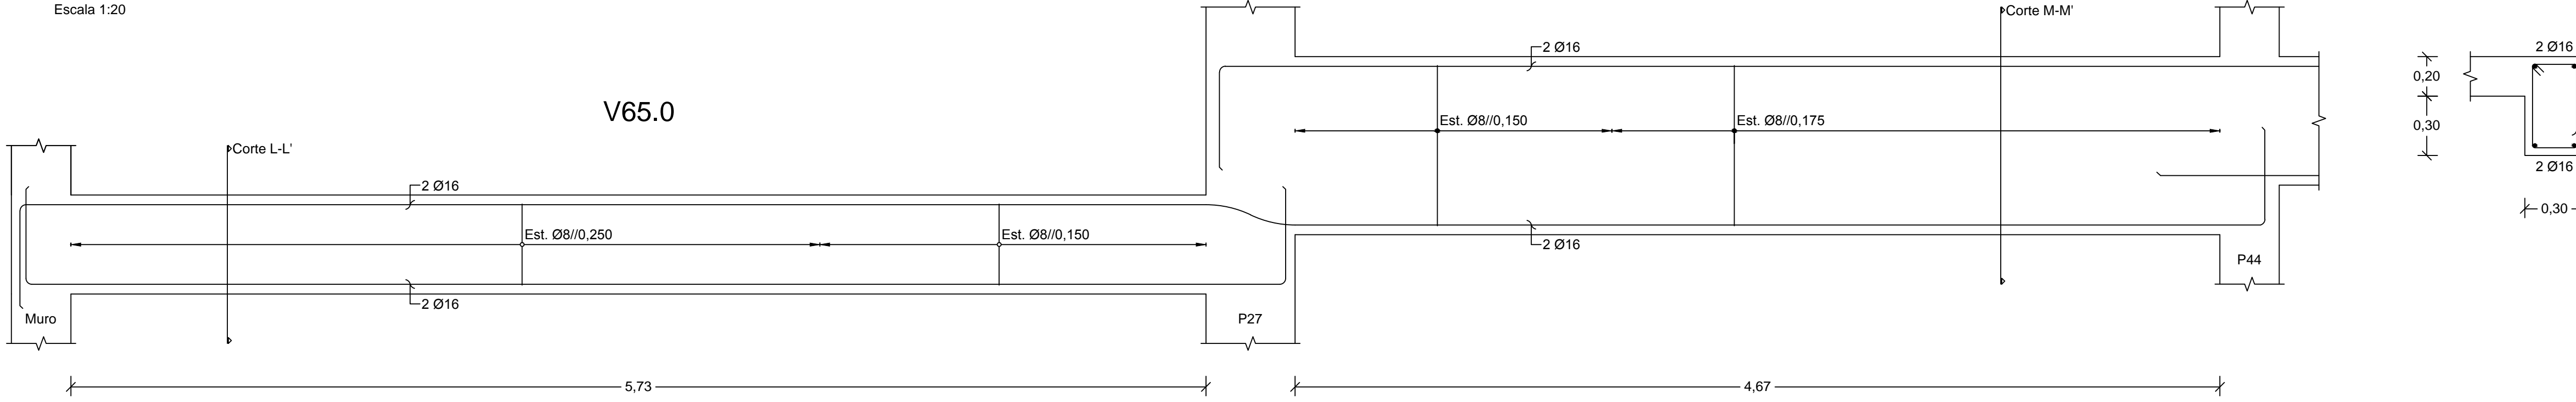 Escala 1:20
V65.0
Corte L-L'
Corte M-M'
2 Ø16
2 Ø16
Est. Ø8//0,250
Est. Ø8//0,150
2 Ø16
2 Ø16
Est. Ø8//0,150
Est. Ø8//0,175
2 Ø16
Muro
P27
P44
5,73
4,67
0,20
0,30
2 Ø16
0,30